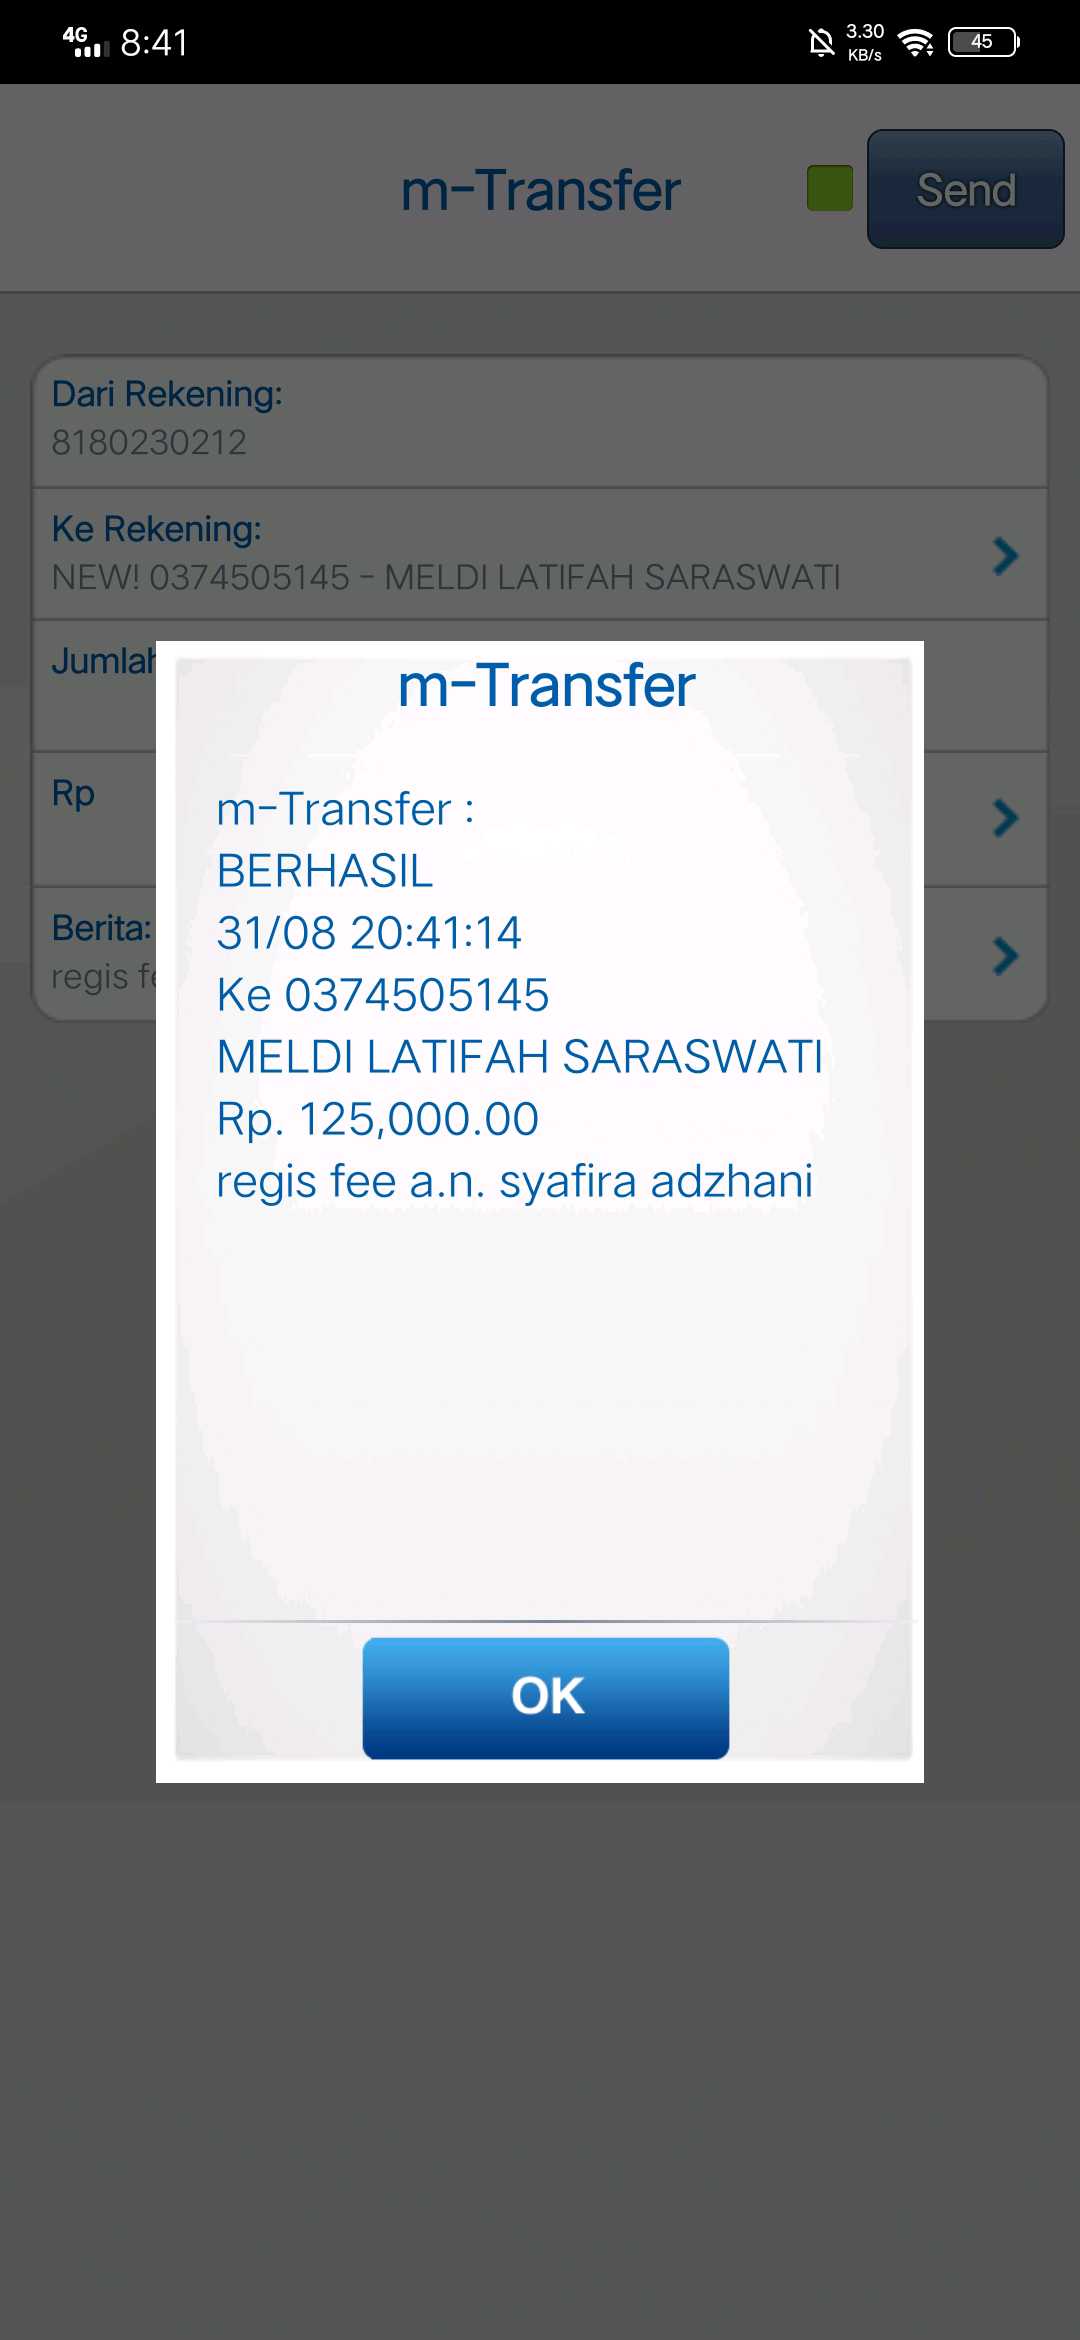 4G 8:41 3.30 KB/s 45
m-Transfer Send
Dari Rekening:
8180230212
Ke Rekening:
NEW! 0374505145 - MELDI LATIFAH SARASWATI
Jumlah
Rp
Berita:
regis fe
m-Transfer
m-Transfer :
BERHASIL
31/08 20:41:14
Ke 0374505145
MELDI LATIFAH SARASWATI
Rp. 125,000.00
regis fee a.n. syafira adzhani
OK